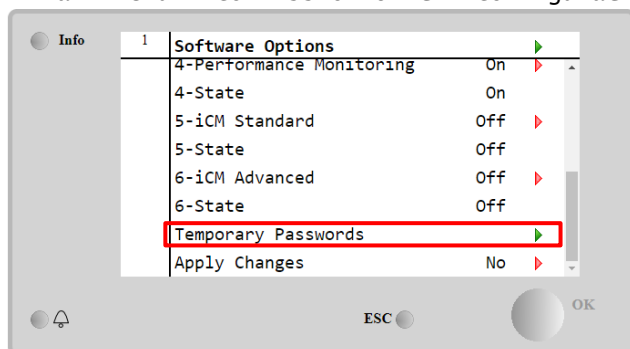 Info
1 Software Options
4-Performance Monitoring On
4-State On
5-iCM Standard Off
5-State Off
6-iCM Advanced Off
6-State Off
Temporary Passwords
Apply Changes No
ESC
OK